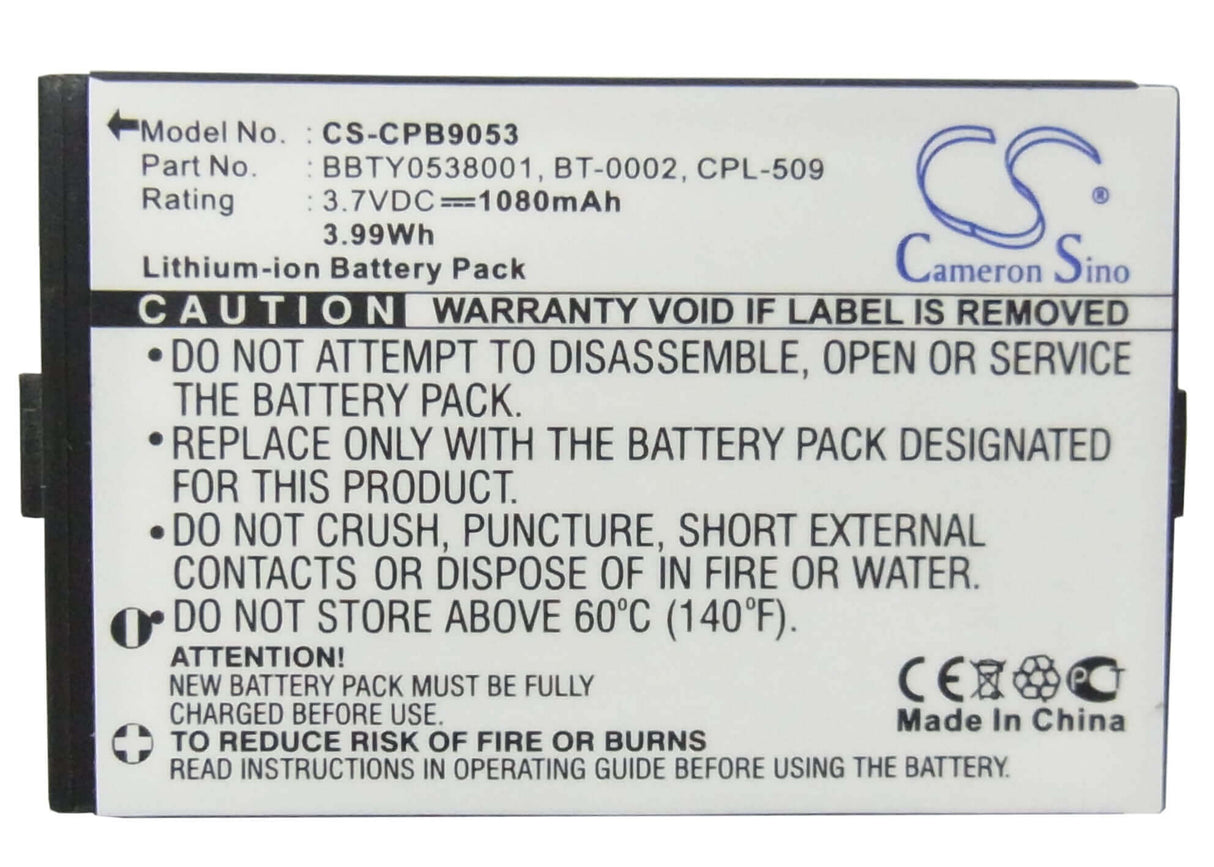 Model No. : CS-CPB9053
Part No. : BBTY0538001, BT-0002, CPL-509
Rating : 3.7VDC⎓1080mAh
3.99Wh
Lithium-ion Battery Pack
CS ®
Cameron Sino
CAUTION WARRANTY VOID IF LABEL IS REMOVED
•DO NOT ATTEMPT TO DISASSEMBLE, OPEN OR SERVICE
THE BATTERY PACK.
•REPLACE ONLY WITH THE BATTERY PACK DESIGNATED
FOR THIS PRODUCT.
•DO NOT CRUSH, PUNCTURE, SHORT EXTERNAL
CONTACTS OR DISPOSE OF IN FIRE OR WATER.
•DO NOT STORE ABOVE 60°C (140°F).
ATTENTION!
NEW BATTERY PACK MUST BE FULLY
CHARGED BEFORE USE.
CE PCT
Made In China
TO REDUCE RISK OF FIRE OR BURNS
READ INSTRUCTIONS IN OPERATING GUIDE BEFORE USING THE BATTERY.